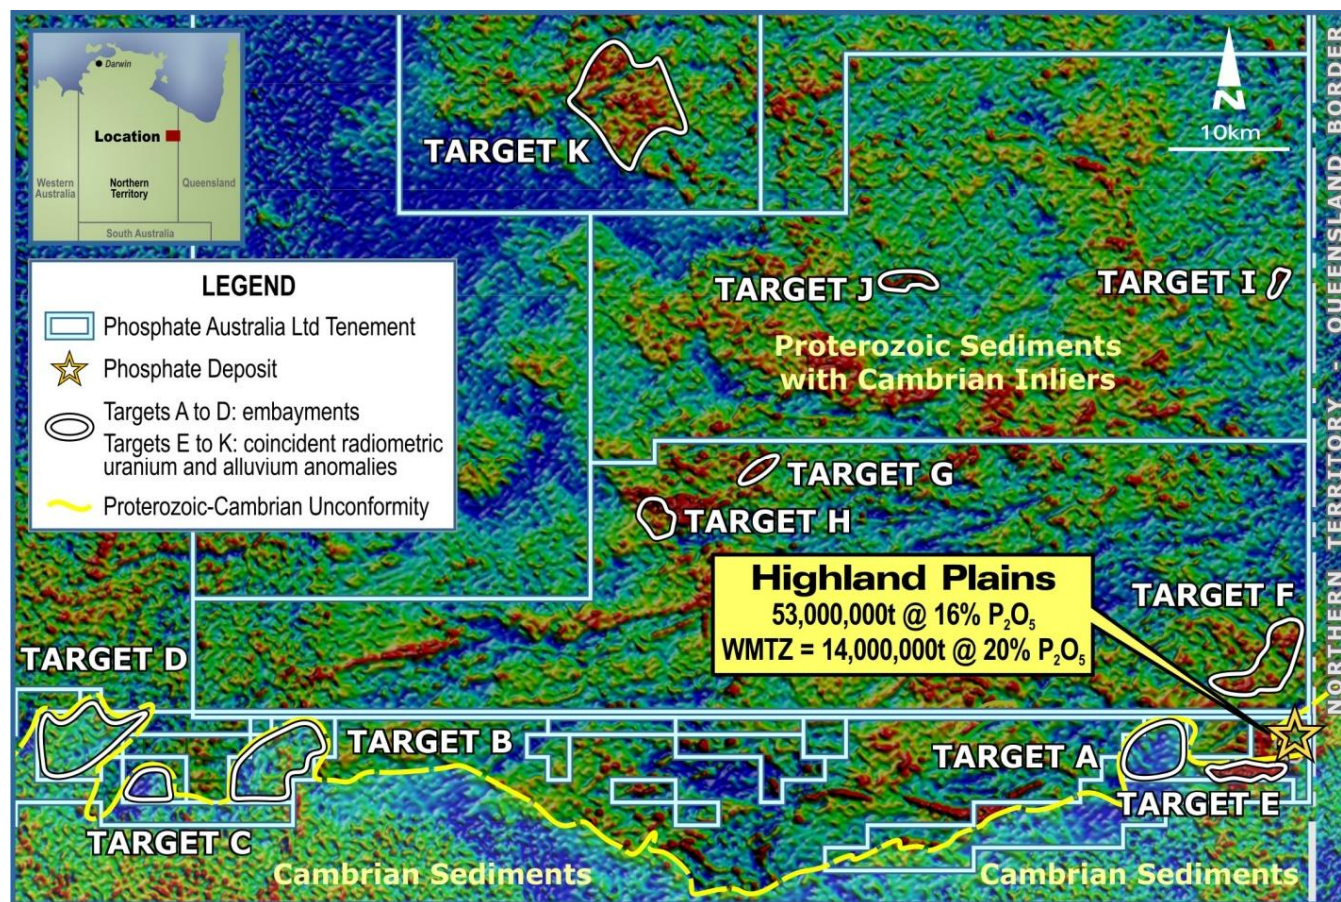 Darwin
Location
Western
Australia
Northern
Territory
Queensland
South Australia
N
10km
TARGET K
TARGET J
TARGET I
LEGEND
Phosphate Australia Ltd Tenement
Phosphate Deposit
Targets A to D: embayments
Targets E to K: coincident radiometric
uranium and alluvium anomalies
Proterozoic-Cambrian Unconformity
Proterozoic Sediments
with Cambrian Inliers
TARGET G
TARGET H
Highland Plains
53,000,000t @ 16% P₂O₅
WMTZ = 14,000,000t @ 20% P₂O₅
TARGET F
TARGET D
TARGET B
TARGET A
TARGET E
TARGET C
Cambrian Sediments
Cambrian Sediments
NORTHERN TERRITORY - QUEENSLAND BORDER